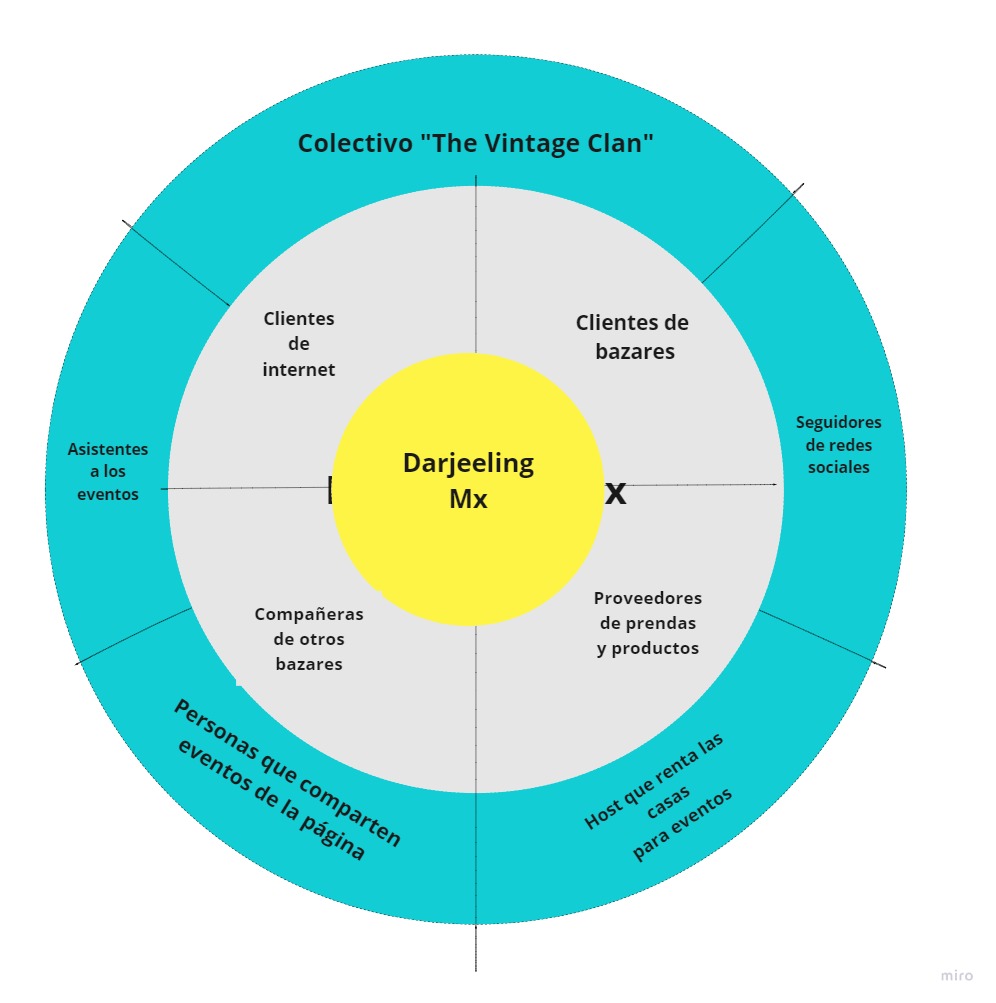 Colectivo "The Vintage Clan"
Clientes
de
internet
Clientes de
bazares
Asistentes
a los
eventos
Darjeeling
Mx
x
Seguidores
de redes
sociales
Compañeras
de otros
bazares
Proveedores
de prendas
y productos
Personas que comparten
eventos de la página
Host que renta las
casas
para eventos
miro